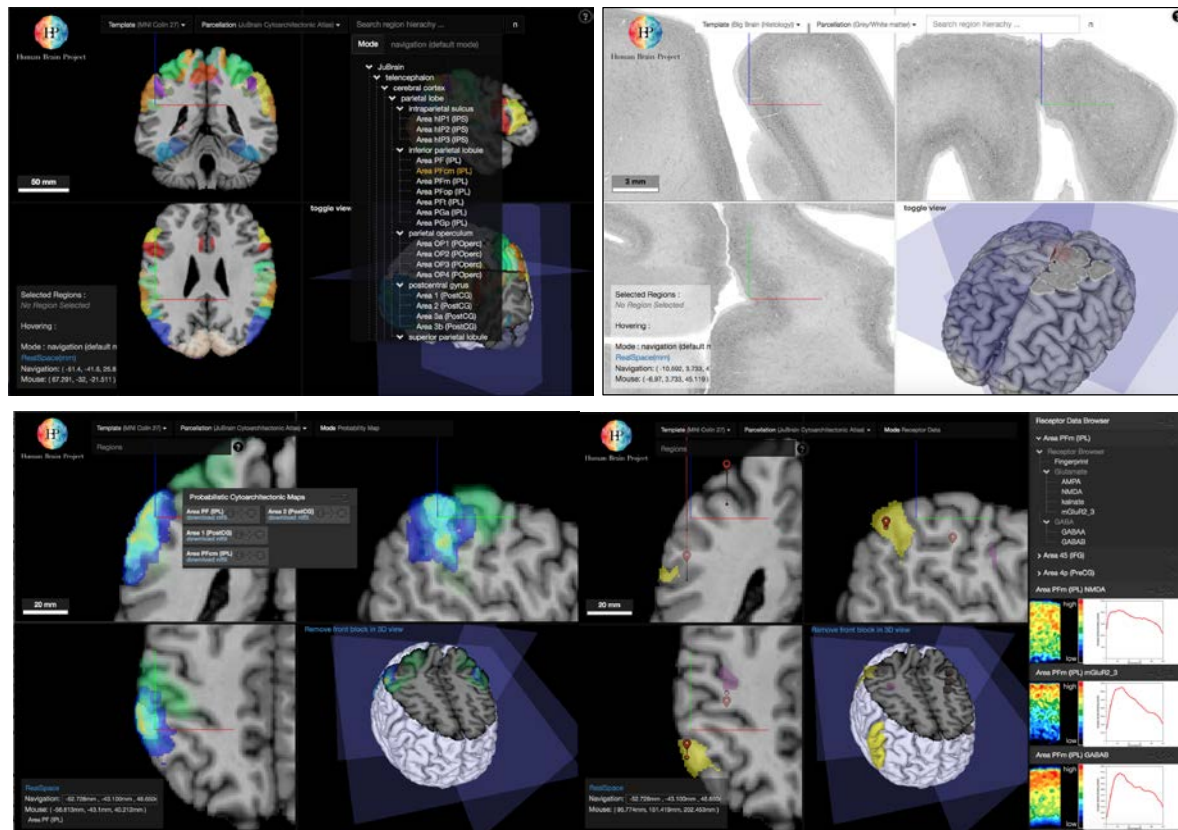 Template (MNI Colin 27) ▾ Parcellation (JuBrain Cytoarchitectonic Atlas) ▾ Search region hierachy ...
?
HP
Human Brain Project
Mode navigation (default mode)
JuBrain
telencephalon
cerebral cortex
parietal lobe
intraparietal sulcus
Area hIP1 (IPS)
Area hIP2 (IPS)
Area hIP3 (IPS)
inferior parietal lobule
Area PF (IPL)
Area PFcm (IPL)
Area PFm (IPL)
Area PFop (IPL)
Area PFt (IPL)
Area PGa (IPL)
Area PGp (IPL)
parietal operculum
Area OP1 (POperc)
Area OP2 (POperc)
Area OP3 (POperc)
Area OP4 (POperc)
postcentral gyrus
Area 1 (PostCG)
Area 2 (PostCG)
Area 3a (PostCG)
Area 3b (PostCG)
superior parietal lobule
50 mm
toggle view
Selected Regions :
No Region Selected
Hovering :
Mode : navigation (default n
RealSpace(mm)
Navigation: ( -51.4, -41.5, 25.8
Mouse: ( 67.291, -32, -21.511 )
Template (Big Brain (Histology)) ▾ Parcellation (Grey/White matter) ▾ Search region hierachy ...
HP
Human Brain Project
3 mm
toggle view
Selected Regions :
No Region Selected
Hovering :
Mode : navigation (default n
RealSpace(mm)
Navigation: ( -10.592, 3.733, 4
Mouse: ( -6.97, 3.733, 45.119 )
Template (MNI Colin 27) ▾ Parcellation (JuBrain Cytoarchitectonic Atlas) ▾ Mode Probability Map
Regions
?
HP
Human Brain Project
Probabilistic Cytoarchitectonic Maps
Area PF (IPL) Area 2 (PostCG)
download nifti download nifti
Area 1 (PostCG)
download nifti
Area PFcm (IPL)
download nifti
20 mm
Remove front block in 3D view
RealSpace
Navigation: -52.728mm , -43.100mm , 46.650
Mouse: ( -58.613mm , -43.1mm , 40.212mm )
Area PF (IPL)
Template (MNI Colin 27) ▾ Parcellation (JuBrain Cytoarchitectonic Atlas) ▾ Mode Receptor Data
Regions
?
HP
Human Brain Project
20 mm
Remove front block in 3D view
RealSpace
Navigation: -52.728mm , -43.100mm , 46.650
Mouse: ( 95.774mm , 151.419mm , 202.453mm )
Receptor Data Browser
Area PFm (IPL)
Receptor Browser
Fingerprint
Glutamate
AMPA
NMDA
kainate
mGluR2_3
GABA
GABAA
GABAB
Area 45 (IFG)
Area 4p (PreCG)
Area PFm (IPL) NMDA
high
low
Area PFm (IPL) mGluR2_3
high
low
Area PFm (IPL) GABAB
high
low